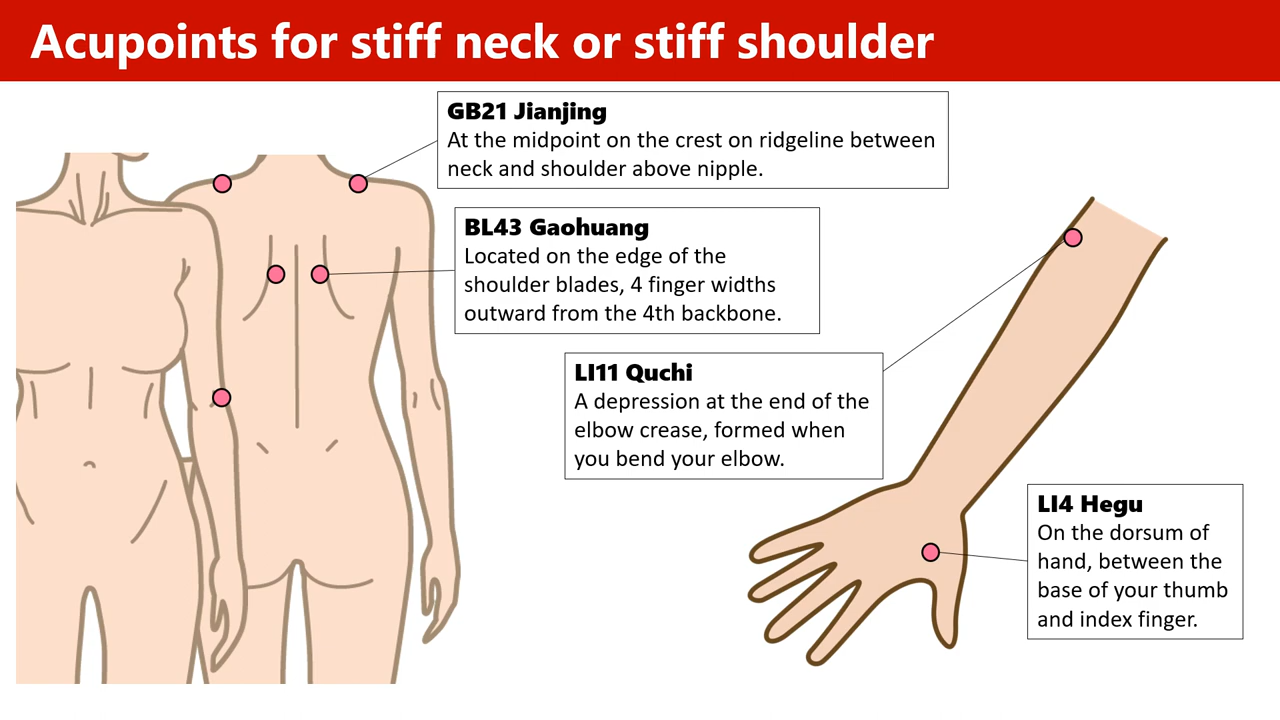 Acupoints for stiff neck or stiff shoulder
GB21 Jianjing
At the midpoint on the crest on ridgeline between
neck and shoulder above nipple.
BL43 Gaohuang
Located on the edge of the
shoulder blades, 4 finger widths
outward from the 4th backbone.
LI11 Quchi
A depression at the end of the
elbow crease, formed when
you bend your elbow.
LI4 Hegu
On the dorsum of
hand, between the
base of your thumb
and index finger.